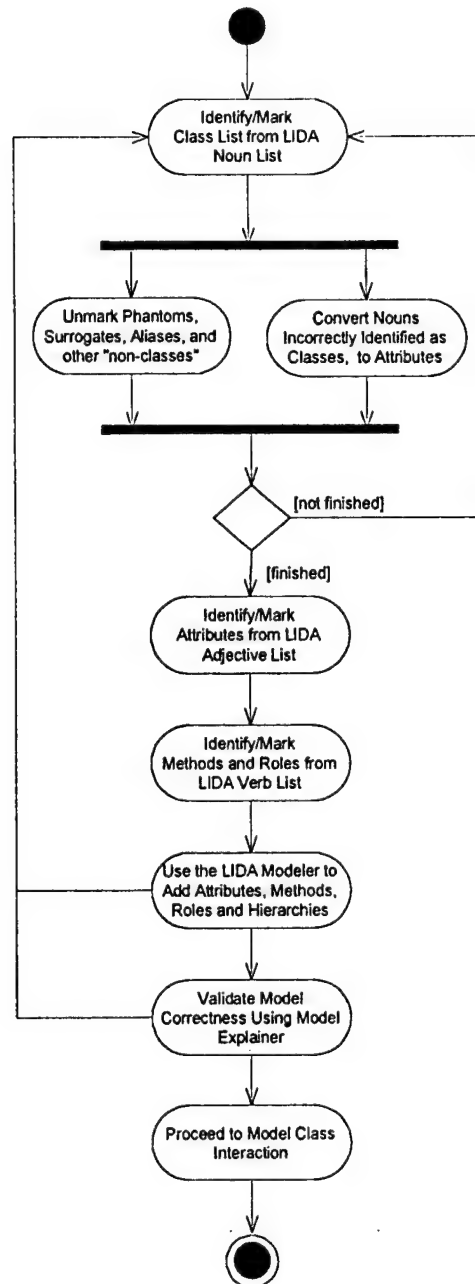 Identify/Mark
Class List from LIDA
Noun List
Unmark Phantoms,
Surrogates, Aliases, and
other "non-classes"
Convert Nouns
Incorrectly Identified as
Classes, to Attributes
[not finished]
[finished]
Identify/Mark
Attributes from LIDA
Adjective List
Identify/Mark
Methods and Roles from
LIDA Verb List
Use the LIDA Modeler to
Add Attributes, Methods,
Roles and Hierarchies
Validate Model
Correctness Using Model
Explainer
Proceed to Model Class
Interaction